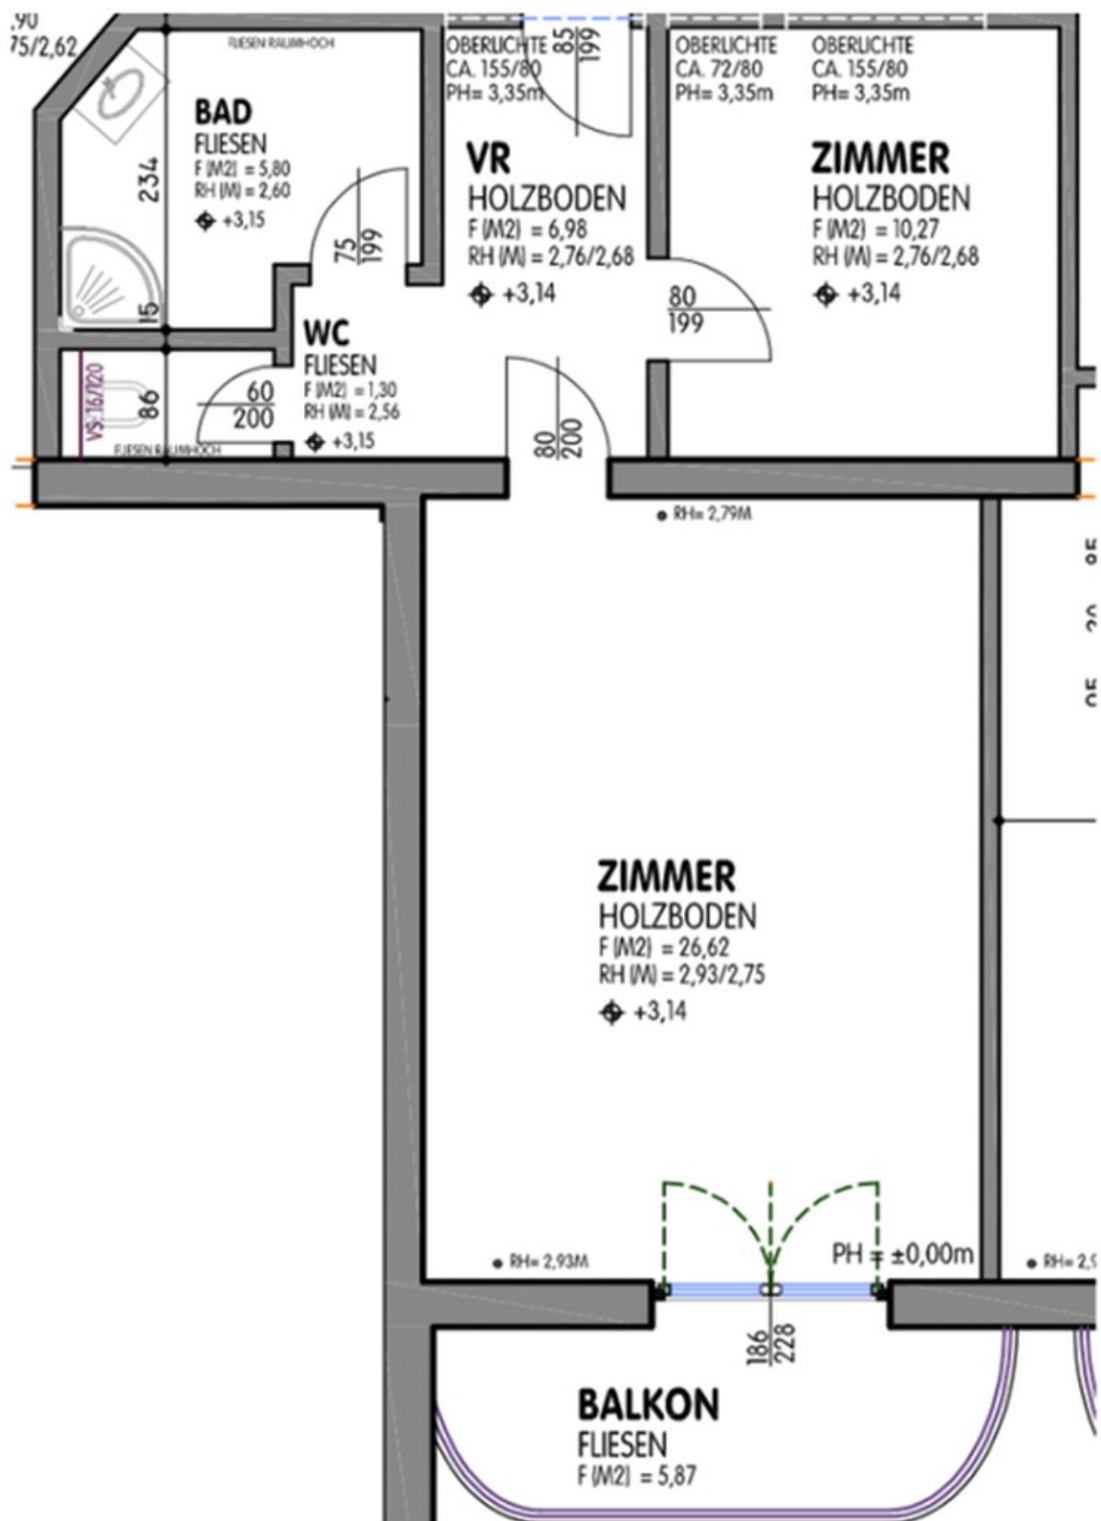 ,90
75/2,62
FLIESEN RAUMHOCH
BAD
FLIESEN
F (M2) = 5,80
RH (M) = 2,60
+3,15
234
15
86
75
199
OBERLICHTE
CA. 155/80
PH= 3,35m
85
199
VR
HOLZBODEN
F (M2) = 6,98
RH (M) = 2,76/2,68
+3,14
OBERLICHTE
CA. 72/80
PH= 3,35m
OBERLICHTE
CA. 155/80
PH= 3,35m
ZIMMER
HOLZBODEN
F (M2) = 10,27
RH (M) = 2,76/2,68
+3,14
80
199
WC
FLIESEN
F (M2) = 1,30
RH (M) = 2,56
+3,15
VS: 16/120
60
200
FLIESEN RAUMHOCH
80
200
RH= 2,79M
ZIMMER
HOLZBODEN
F (M2) = 26,62
RH (M) = 2,93/2,75
+3,14
RH= 2,93M
PH = ±0,00m
RH= 2,9
186
228
BALKON
FLIESEN
F (M2) = 5,87